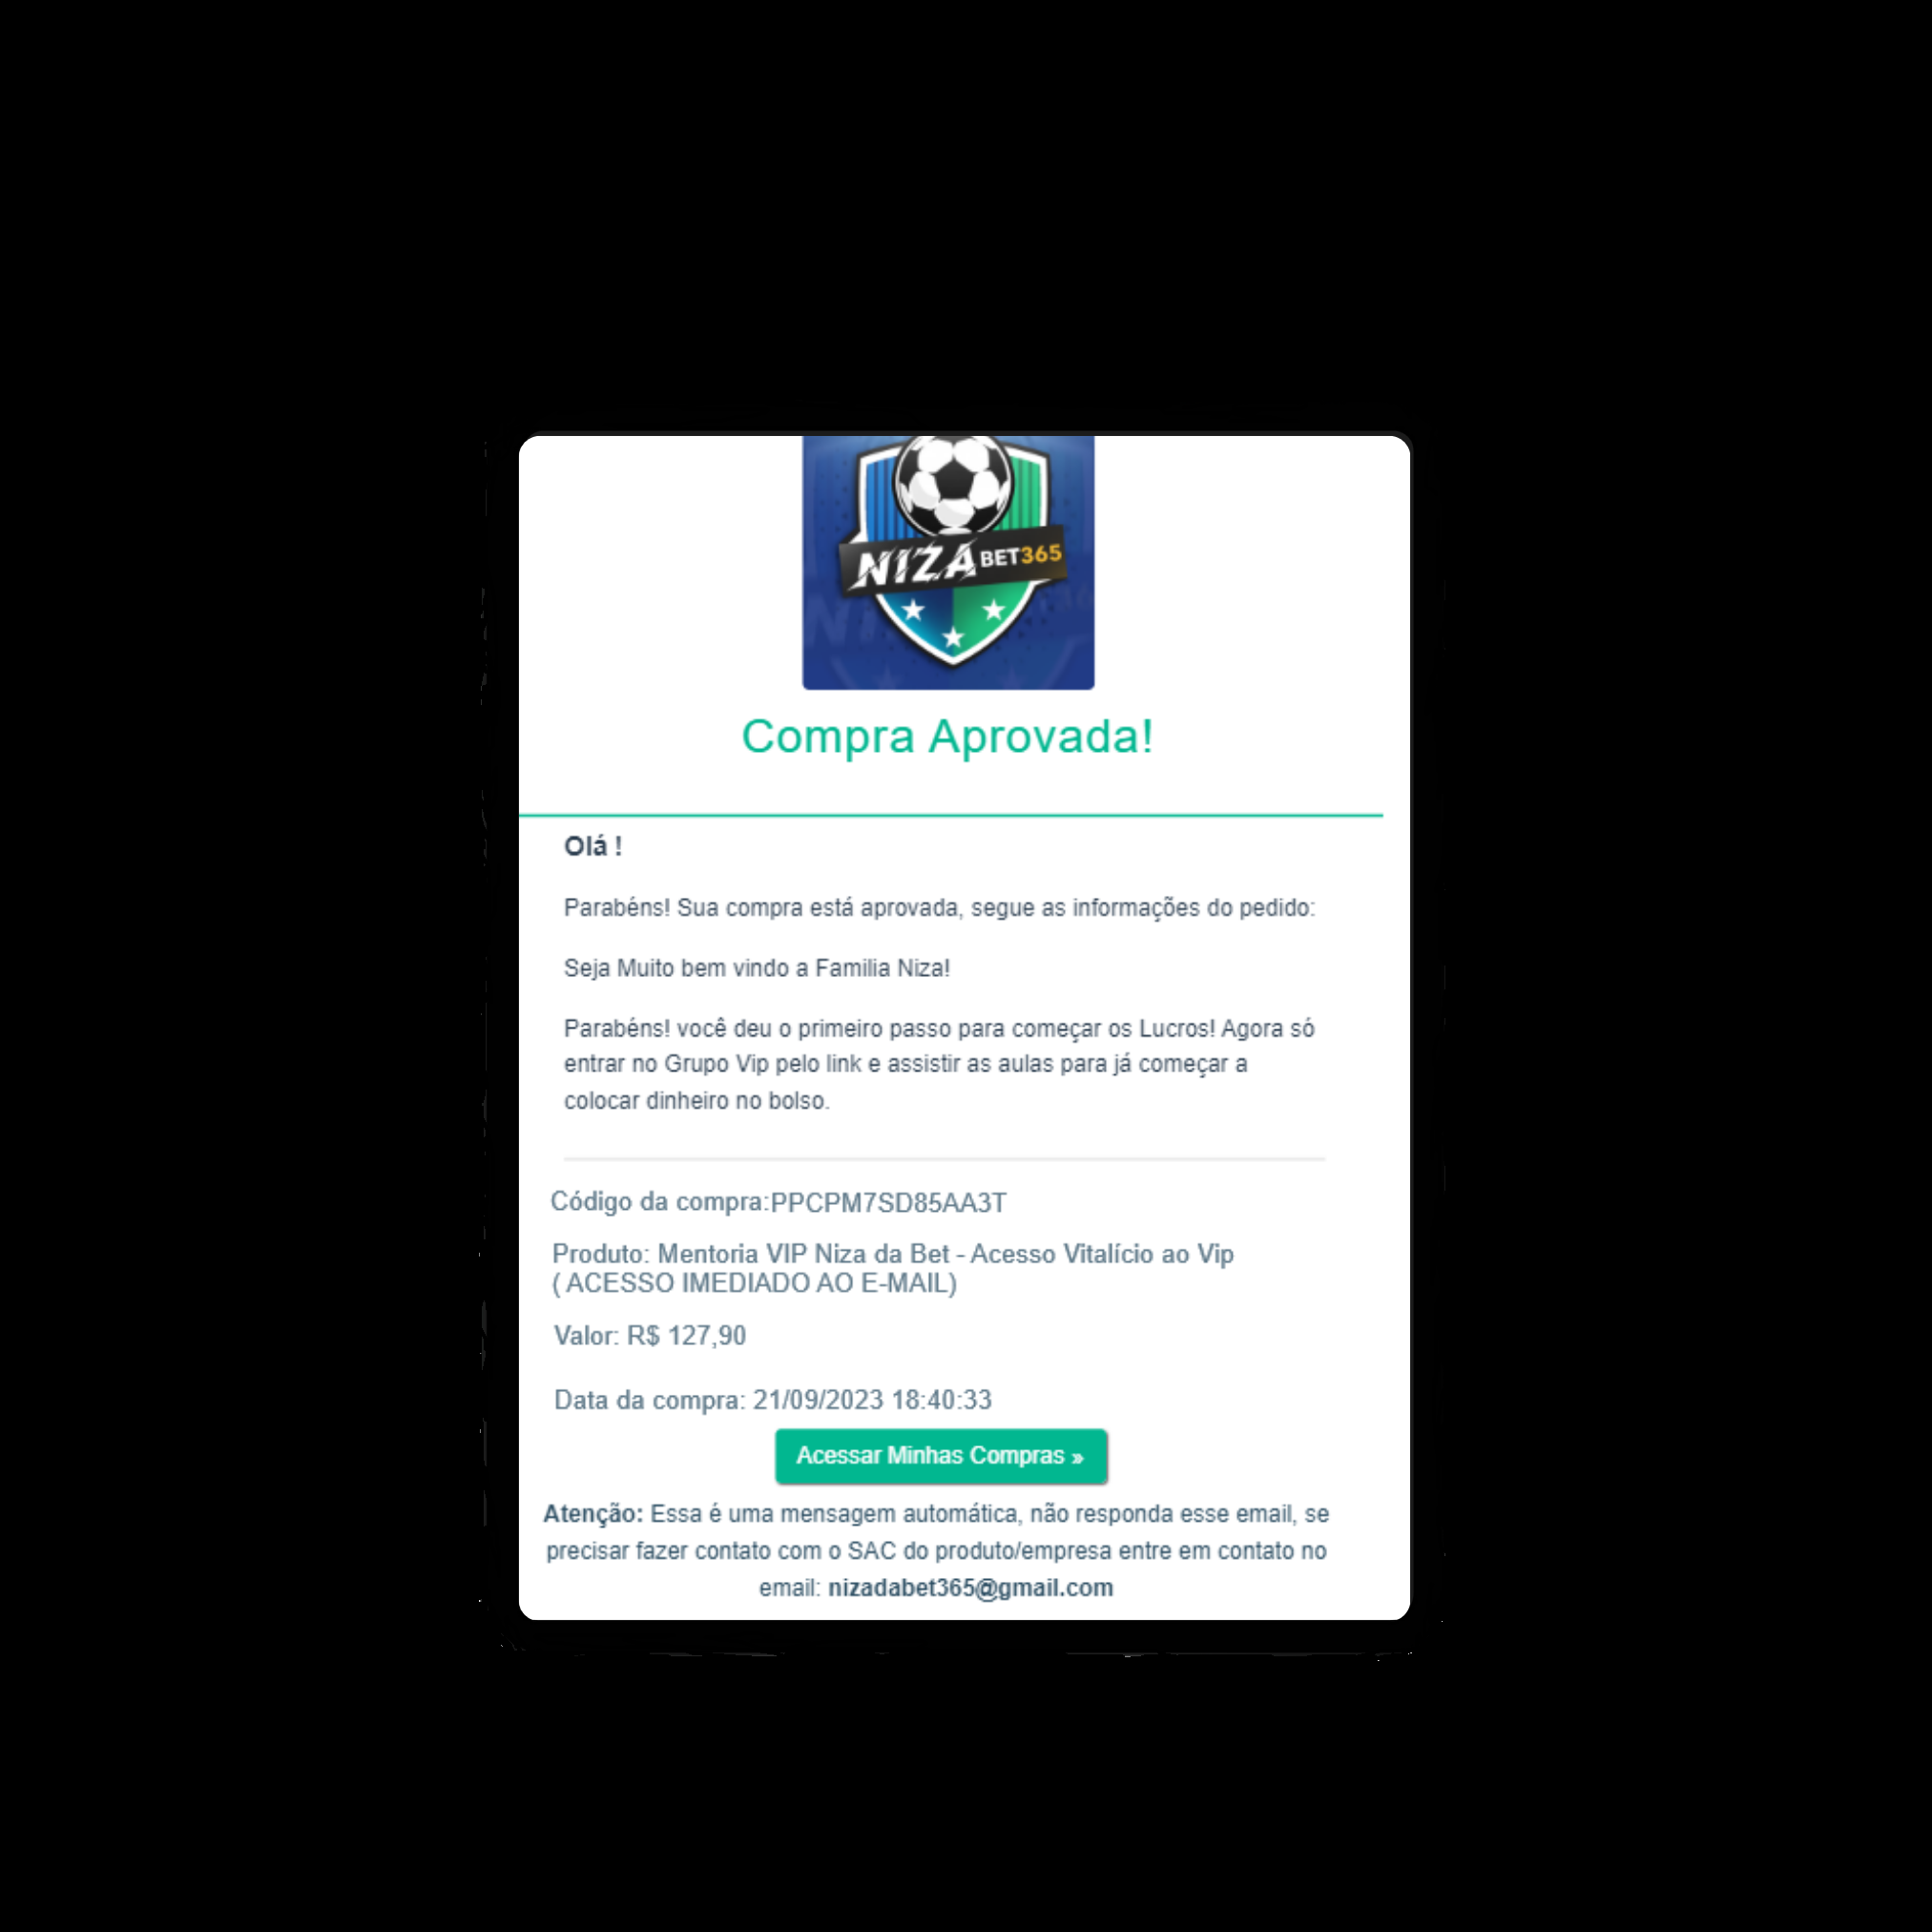 NIZA BET365
Compra Aprovada!
Olá !
Parabéns! Sua compra está aprovada, segue as informações do pedido:
Seja Muito bem vindo a Familia Niza!
Parabéns! você deu o primeiro passo para começar os Lucros! Agora só
entrar no Grupo Vip pelo link e assistir as aulas para já começar a
colocar dinheiro no bolso.
Código da compra:PPCPM7SD85AA3T
Produto: Mentoria VIP Niza da Bet - Acesso Vitalício ao Vip
( ACESSO IMEDIADO AO E-MAIL)
Valor: R$ 127,90
Data da compra: 21/09/2023 18:40:33
Acessar Minhas Compras »
Atenção: Essa é uma mensagem automática, não responda esse email, se
precisar fazer contato com o SAC do produto/empresa entre em contato no
email: nizadabet365@gmail.com